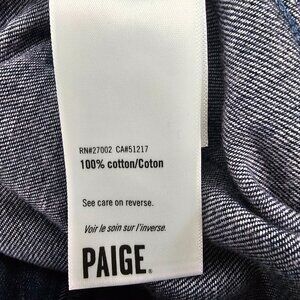 RN#27002 CA#51217
100% cotton/Coton
See care on reverse.
Voir le soin sur l'inverse.
PAIGE®